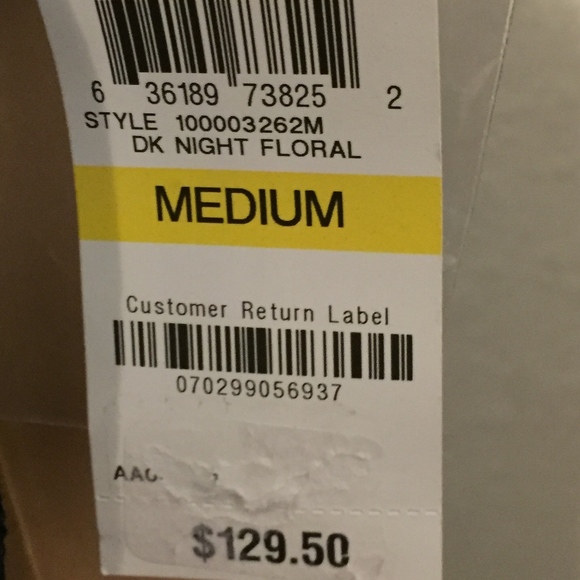 6 36189 73825 2
STYLE 100003262M
DK NIGHT FLORAL
MEDIUM
Customer Return Label
070299056937
$129.50